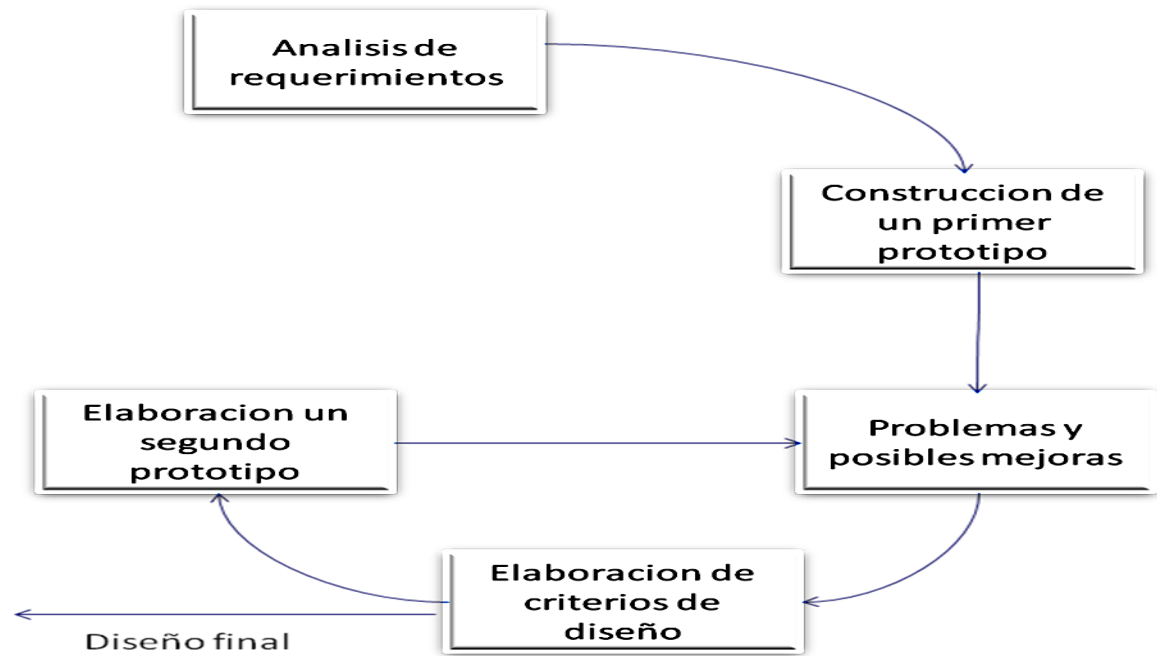 Analisis de
requerimientos
Construccion de
un primer
prototipo
Problemas y
posibles mejoras
Elaboracion de
criterios de
diseño
Elaboracion un
segundo
prototipo
Diseño final